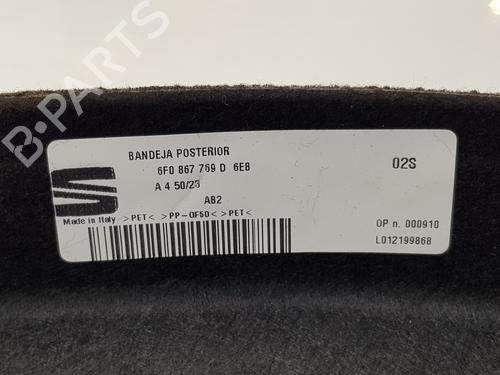 B-PARTS
BANDEJA POSTERIOR
6F0 867 769 D 6E8
A 4 50/23
AB2
02S
Made in Italy >PET< >PP-GF50< >PET<
OP n. 000910
L012199868